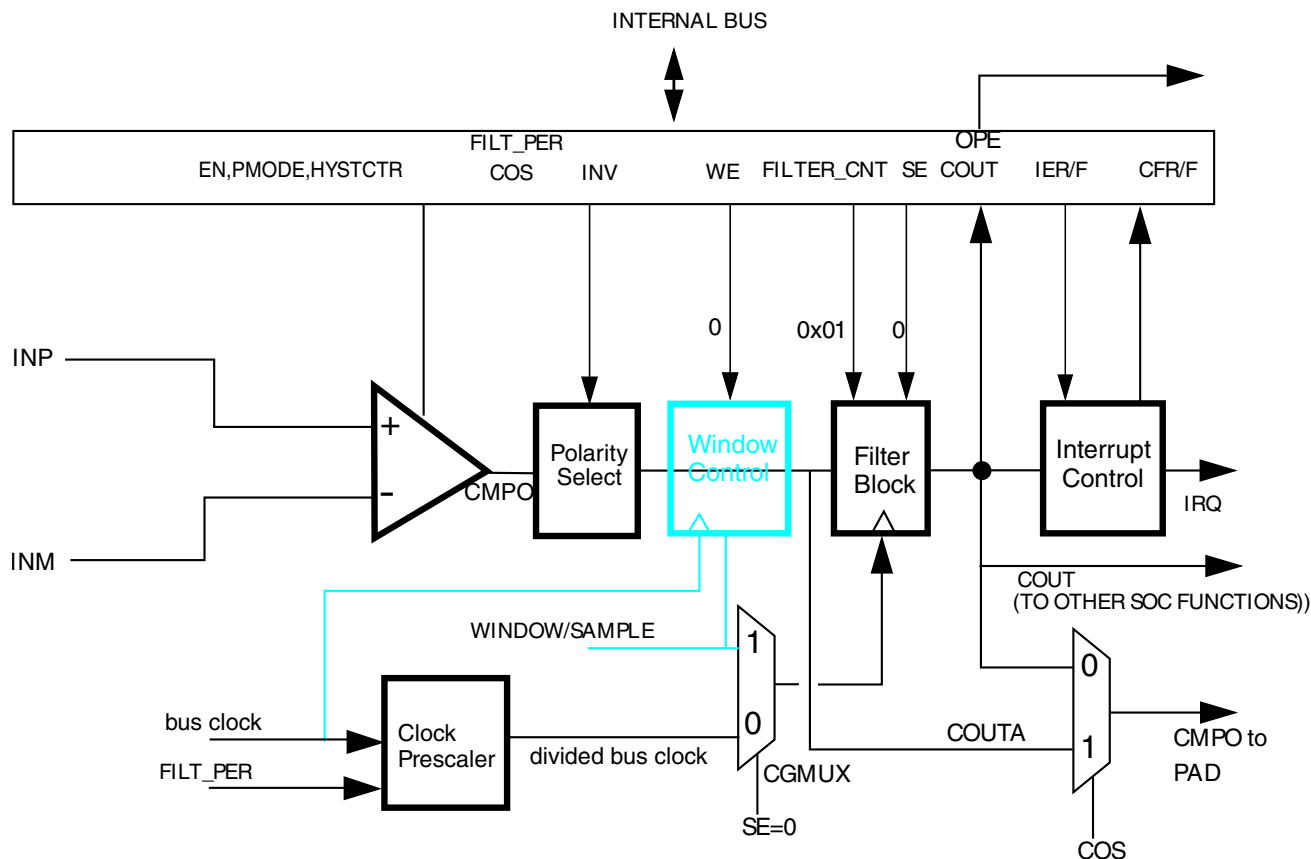 INTERNAL BUS
OPE
FILT_PER
EN,PMODE,HYSTCTR
COS
INV
WE
FILTER_CNT
SE
COUT
IER/F
CFR/F
0
0x01
0
INP
+
-
INM
CMPO
Polarity
Select
Window
Control
Filter
Block
Interrupt
Control
IRQ
COUT
(TO OTHER SOC FUNCTIONS))
WINDOW/SAMPLE
1
0
0
1
bus clock
FILT_PER
Clock
Prescaler
divided bus clock
CGMUX
SE=0
COUTA
CMPO to
PAD
COS